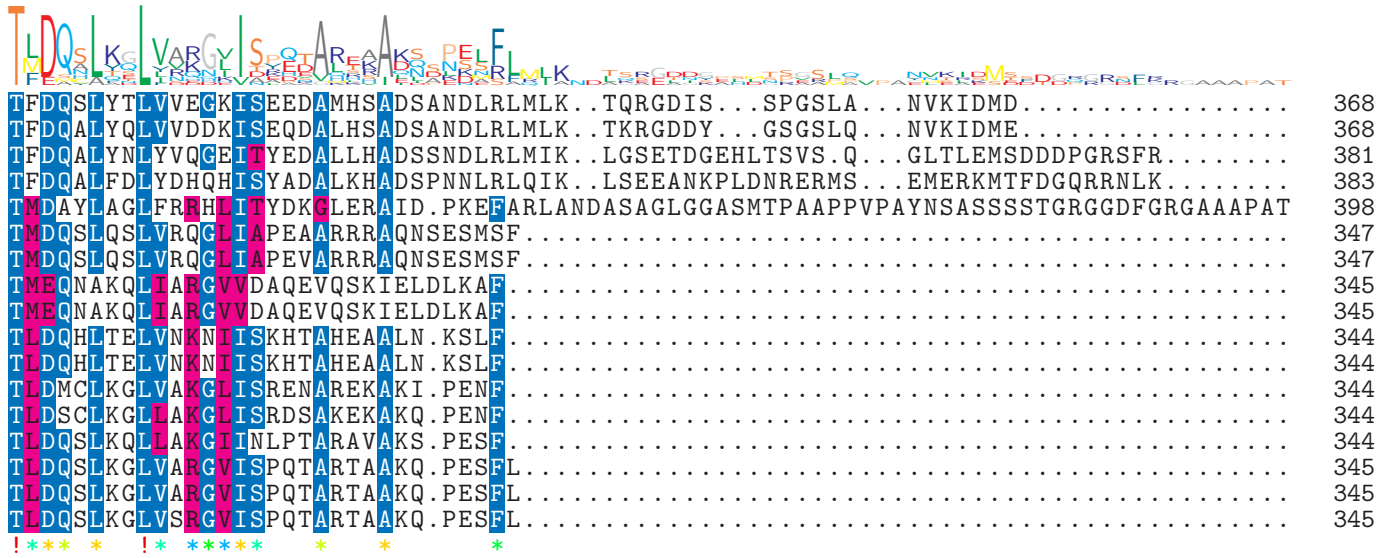 TFDQSLYTLVVEGKISEEDAMHSADSANDLRLMLK..TQRGDIS...SPGSLA...NVKIDMD................. 368
TFDQALYQLVVDDKISEQDALHSADSANDLRLMLK..TKRGDDY...GSGSLQ...NVKIDME................. 368
TFDQALYNLYVQGEITYEDALLHADSSNDLRLMIK..LGSETDGEHLTSVS.Q...GLTLEMSDDDPGRSFR........ 381
TFDQALFDLYDHQHISYADALKHADSPNNLRLQIK..LSEEANKPLDNRERMS...EMERKMTFDGQRRNLK........ 383
TMDAYLAGLFRRHLITYDKGLERAID.PKEFARLANDASAGLGGASMTPAAPPVPAYNSASSSSTGRGGDFGRGAAAPAT 398
TMDQSLQSLVRQGLIAPEAARRRAQNSESMSF................................................ 347
TMDQSLQSLVRQGLIAPEVARRRAQNSESMSF................................................ 347
TMEQNAKQLIARGVVDAQEVQSKIELDLKAF................................................. 345
TMEQNAKQLIARGVVDAQEVQSKIELDLKAF................................................. 345
TLDQHLTELVNKNIISKHTAHEAALN.KSLF................................................. 344
TLDQHLTELVNKNIISKHTAHEAALN.KSLF................................................. 344
TLDMCLKGLVAKGLISRENAREKAKI.PENF................................................. 344
TLDSCLKGLLAKGLISRDSAKEKAKQ.PENF................................................. 344
TLDQSLKQLLAKGIINLPTARAVAKS.PESF................................................. 344
TLDQSLKGLVARGVISPQTARTAAKQ.PESFL................................................ 345
TLDQSLKGLVARGVISPQTARTAAKQ.PESFL................................................ 345
TLDQSLKGLVSRGVISPQTARTAAKQ.PESFL................................................ 345
!*** *  !* ***** *   *      *